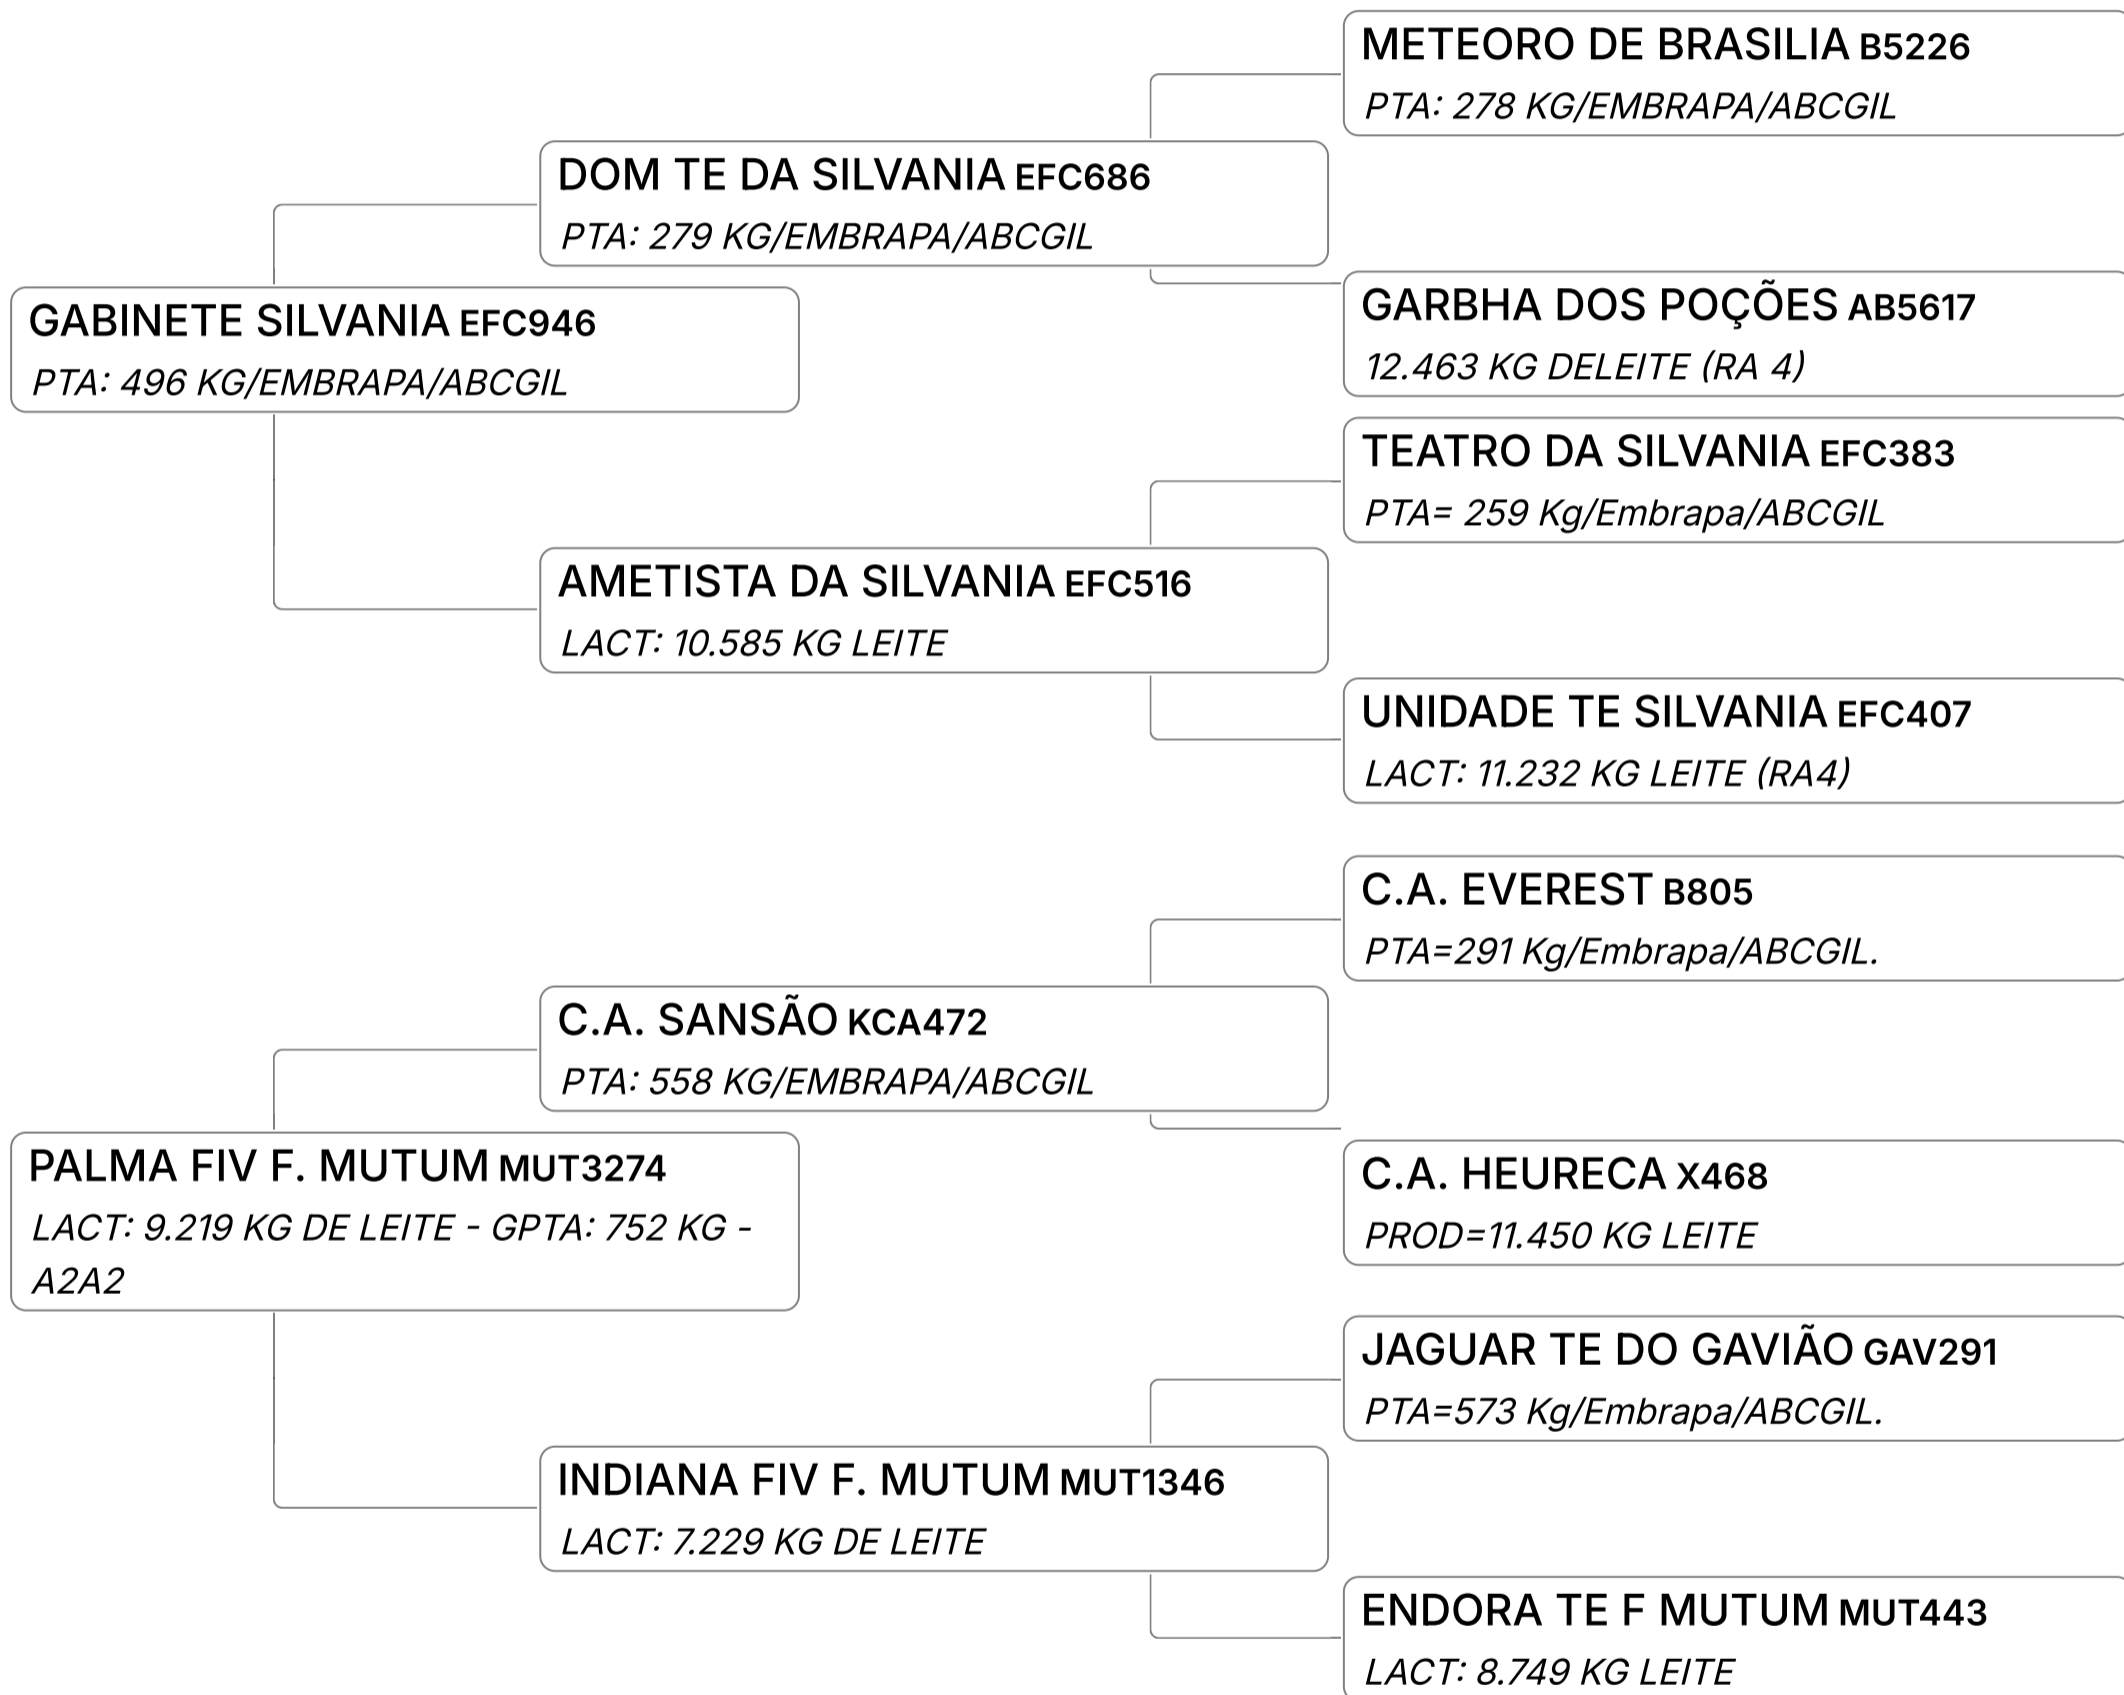 METEORO DE BRASILIA B5226
PTA: 278 KG/EMBRAPA/ABCGIL
DOM TE DA SILVANIA EFC686
PTA: 279 KG/EMBRAPA/ABCGIL
GARBHA DOS POÇÕES AB5617
12.463 KG DELEITE (RA 4)
GABINETE SILVANIA EFC946
PTA: 496 KG/EMBRAPA/ABCGIL
TEATRO DA SILVANIA EFC383
PTA= 259 Kg/Embrapa/ABCGIL
AMETISTA DA SILVANIA EFC516
LACT: 10.585 KG LEITE
UNIDADE TE SILVANIA EFC407
LACT: 11.232 KG LEITE (RA4)
C.A. EVEREST B805
PTA=291 Kg/Embrapa/ABCGIL.
C.A. SANSÃO KCA472
PTA: 558 KG/EMBRAPA/ABCGIL
C.A. HEURECA X468
PROD=11.450 KG LEITE
PALMA FIV F. MUTUM MUT3274
LACT: 9.219 KG DE LEITE - GPTA: 752 KG -
A2A2
JAGUAR TE DO GAVIÃO GAV291
PTA=573 Kg/Embrapa/ABCGIL.
INDIANA FIV F. MUTUM MUT1346
LACT: 7.229 KG DE LEITE
ENDORA TE F MUTUM MUT443
LACT: 8.749 KG LEITE